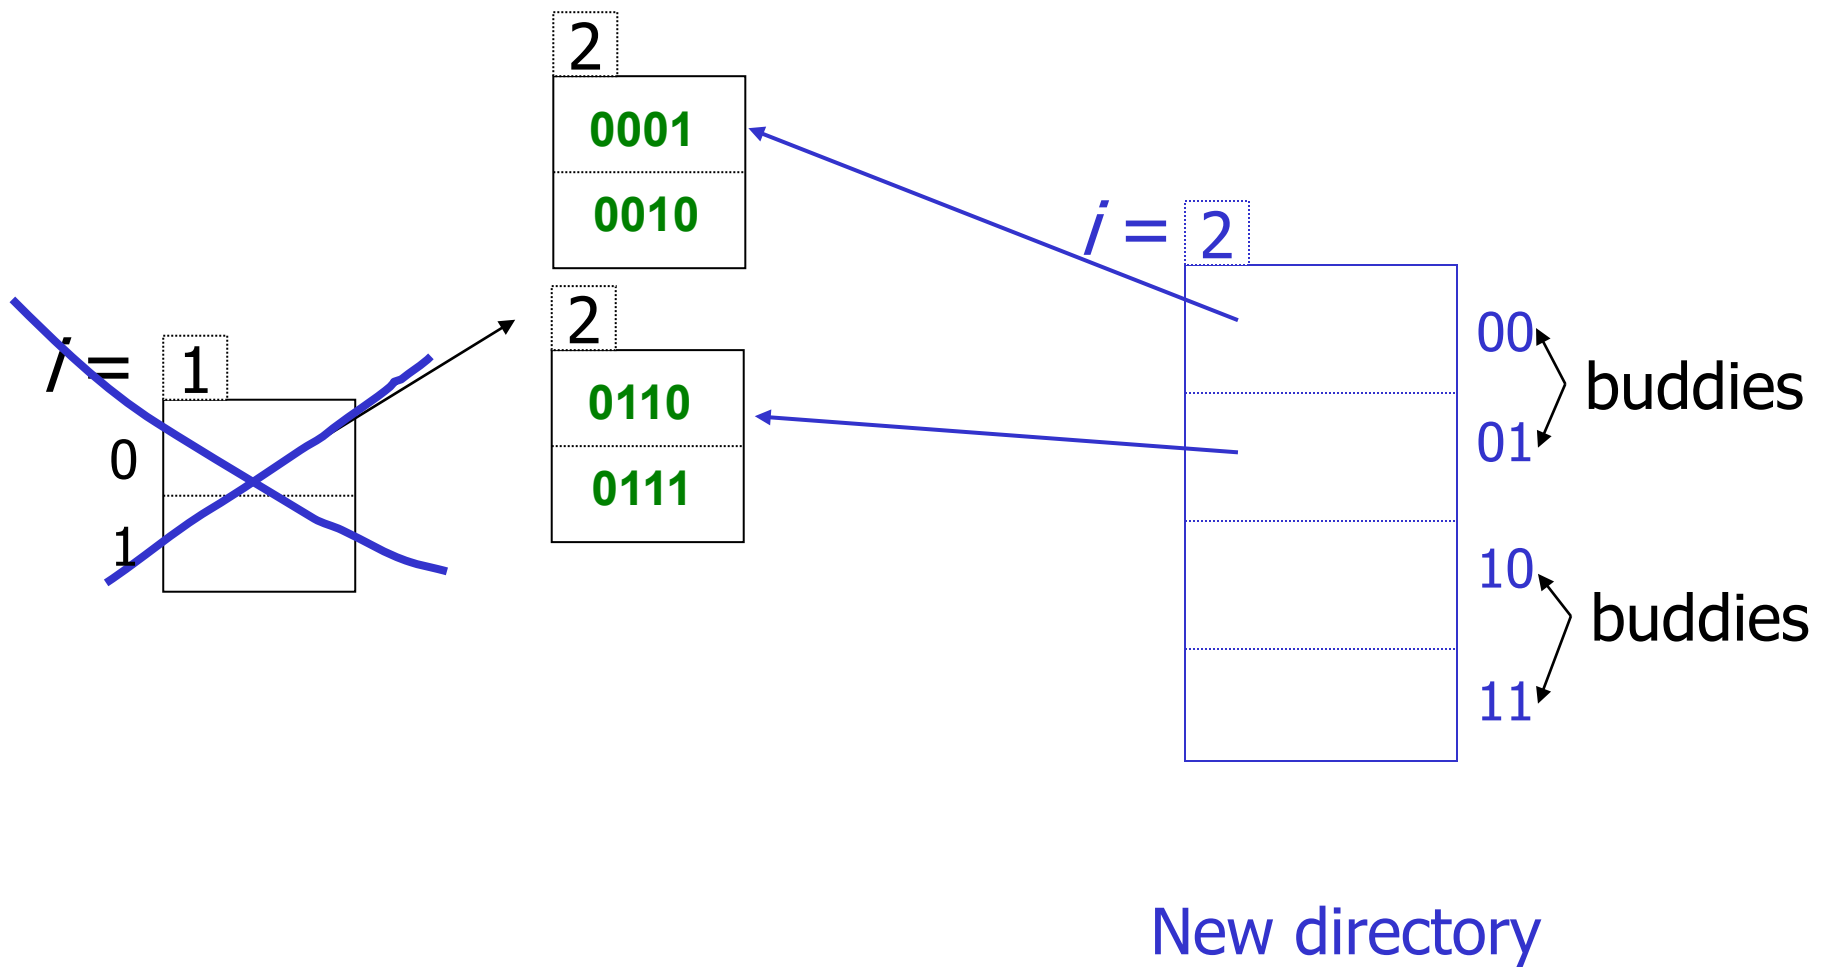 2
0001
0010
i = 2
2
00
i = 1
buddies
0110
0
01
0111
1
10
buddies
11
New directory